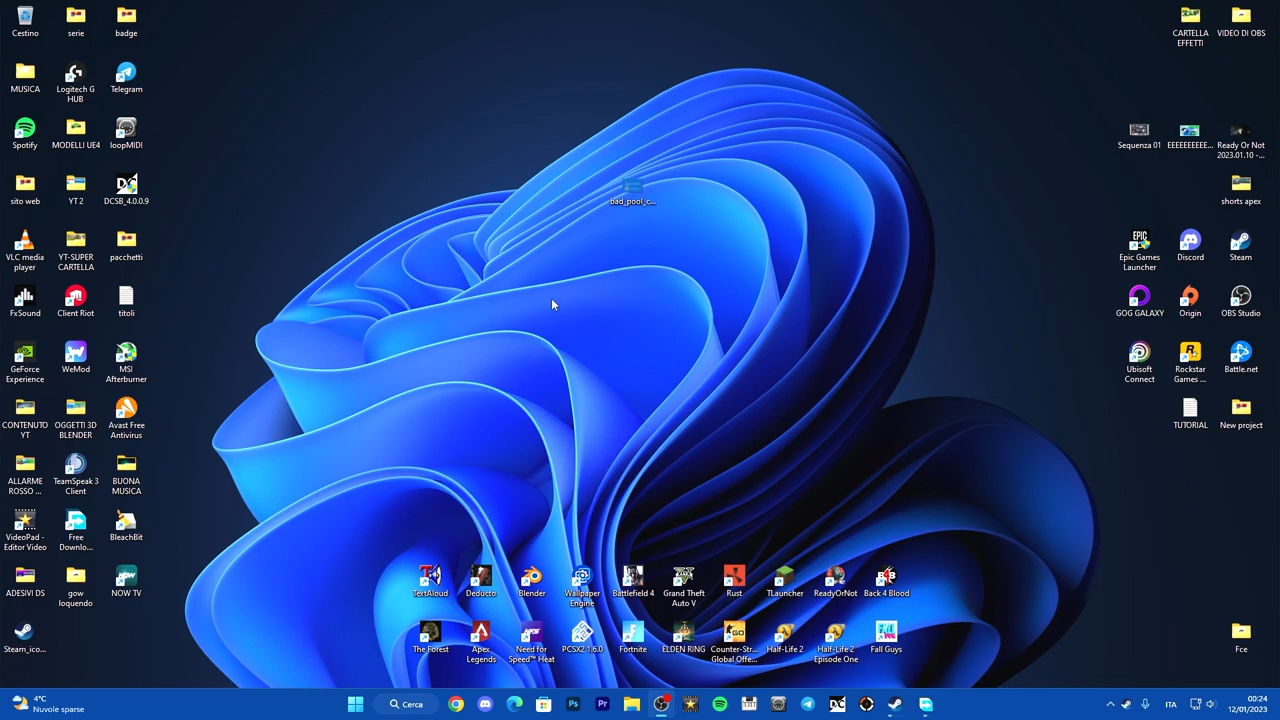 Cestino
serie
badge
MUSICA
Logitech G
HUB
Telegram
Spotify
MODELLI UE4
loopMIDI
sito web
YT 2
DCSB_4.0.0.9
VLC media
player
YT-SUPER
CARTELLA
pacchetti
FxSound
Client Riot
titoli
GeForce
Experience
WeMod
MSI
Afterburner
CONTENUTO
YT
OGGETTI 3D
BLENDER
Avast Free
Antivirus
ALLARME
ROSSO ...
TeamSpeak 3
Client
BUONA
MUSICA
VideoPad -
Editor Video
Free
Downlo...
BleachBit
ADESIVI DS
gow
loquendo
NOW TV
Steam_ico...
bad_pool_c...
CARTELLA
EFFETTI
VIDEO DI OBS
Sequenza 01
EEEEEEEEE...
Ready Or Not
2023.01.10 -...
shorts apex
EPIC
GAMES
Epic Games
Launcher
Discord
Steam
GOG GALAXY
Origin
OBS Studio
Ubisoft
Connect
Rockstar
Games ...
Battle.net
TUTORIAL
New project
Fce
TextAloud
Deducto
Blender
Wallpaper
Engine
Battlefield 4
Grand Theft
Auto V
Rust
TLauncher
ReadyOrNot
Back 4 Blood
The Forest
Apex
Legends
Need for
Speed™ Heat
PCSX2 1.6.0
Fortnite
ELDEN RING
Counter-Str...
Global Offe...
Half-Life 2
Half-Life 2
Episode One
Fall Guys
4°C
Nuvole sparse
Cerca
Ps
Pr
ITA
00:24
12/01/2023